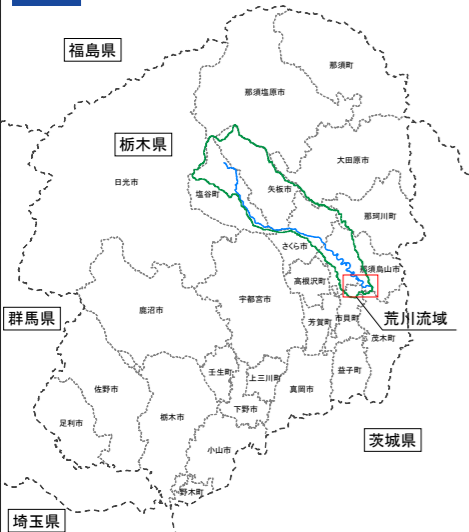 福島県
那須町
那須塩原市
栃木県
大田原市
日光市
矢板市
塩谷町
那珂川町
さくら市
那須烏山市
高根沢町
宇都宮市
鹿沼市
群馬県
荒川流域
芳賀町
市貝町
茂木町
壬生町
上三川町
真岡市
益子町
佐野市
下野市
栃木市
足利市
茨城県
小山市
野木町
埼玉県